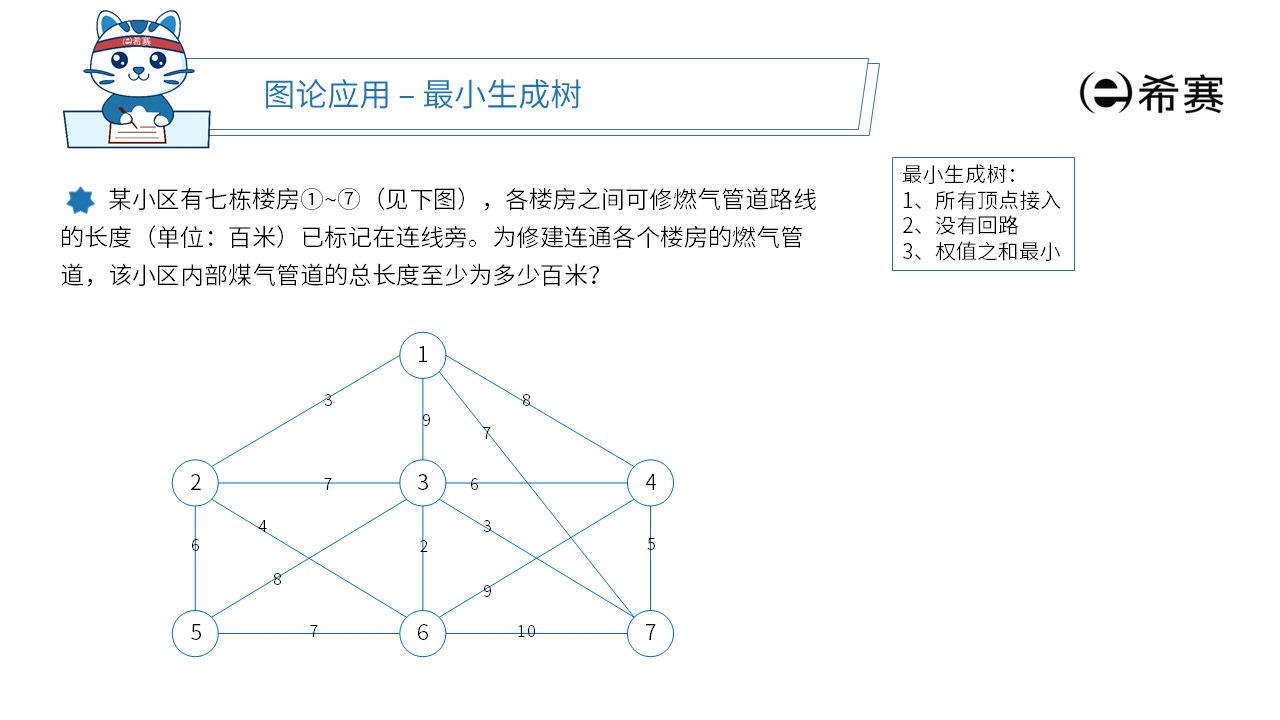 希赛
图论应用 – 最小生成树
希赛
某小区有七栋楼房①~⑦（见下图），各楼房之间可修燃气管道路线
的长度（单位：百米）已标记在连线旁。为修建连通各个楼房的燃气管
道，该小区内部煤气管道的总长度至少为多少百米？
最小生成树：
1、所有顶点接入
2、没有回路
3、权值之和最小
1
3
8
9
7
2
7
3
6
4
4
3
6
2
5
8
9
5
7
6
10
7